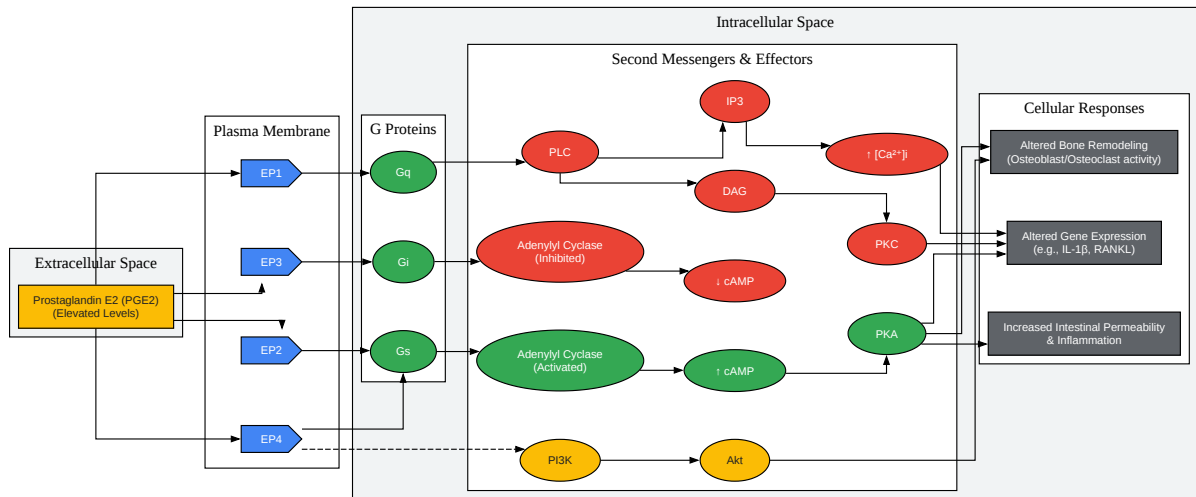 Intracellular Space
Second Messengers & Effectors
Plasma Membrane
G Proteins
Cellular Responses
Extracellular Space
Prostaglandin E2 (PGE2)
(Elevated Levels)
EP1
EP3
EP2
EP4
Gq
Gi
Gs
PLC
IP3
DAG
↑ [Ca²⁺]i
PKC
Adenylyl Cyclase
(Inhibited)
↓ cAMP
Adenylyl Cyclase
(Activated)
↑ cAMP
PKA
PI3K
Akt
Altered Bone Remodeling
(Osteoblast/Osteoclast activity)
Altered Gene Expression
(e.g., IL-1β, RANKL)
Increased Intestinal Permeability
& Inflammation